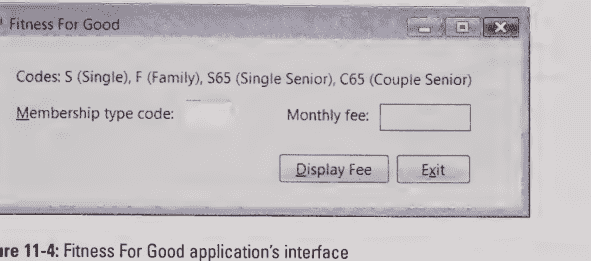 Fitness For Good
Codes: S (Single), F (Family), S65 (Single Senior), C65 (Couple Senior)
Membership type code: Monthly fee:
Display Fee Exit
11-4: Fitness For Good application's interface